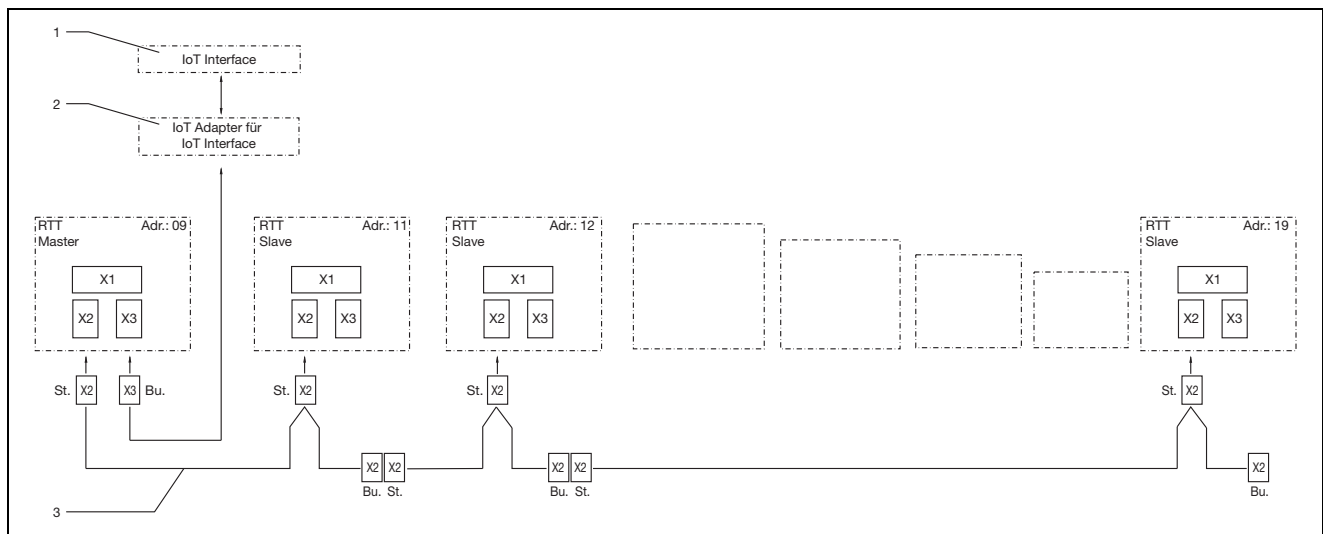 1
IoT Interface
2
IoT Adapter für
IoT Interface
RTT Adr.: 09
Master
X1
X2 X3
RTT Adr.: 11
Slave
X1
X2 X3
RTT Adr.: 12
Slave
X1
X2 X3
RTT Adr.: 19
Slave
X1
X2 X3
St. X2 X3 Bu.
St. X2
St. X2
St. X2
X2 X2
Bu. St.
X2 X2
Bu. St.
X2
Bu.
3